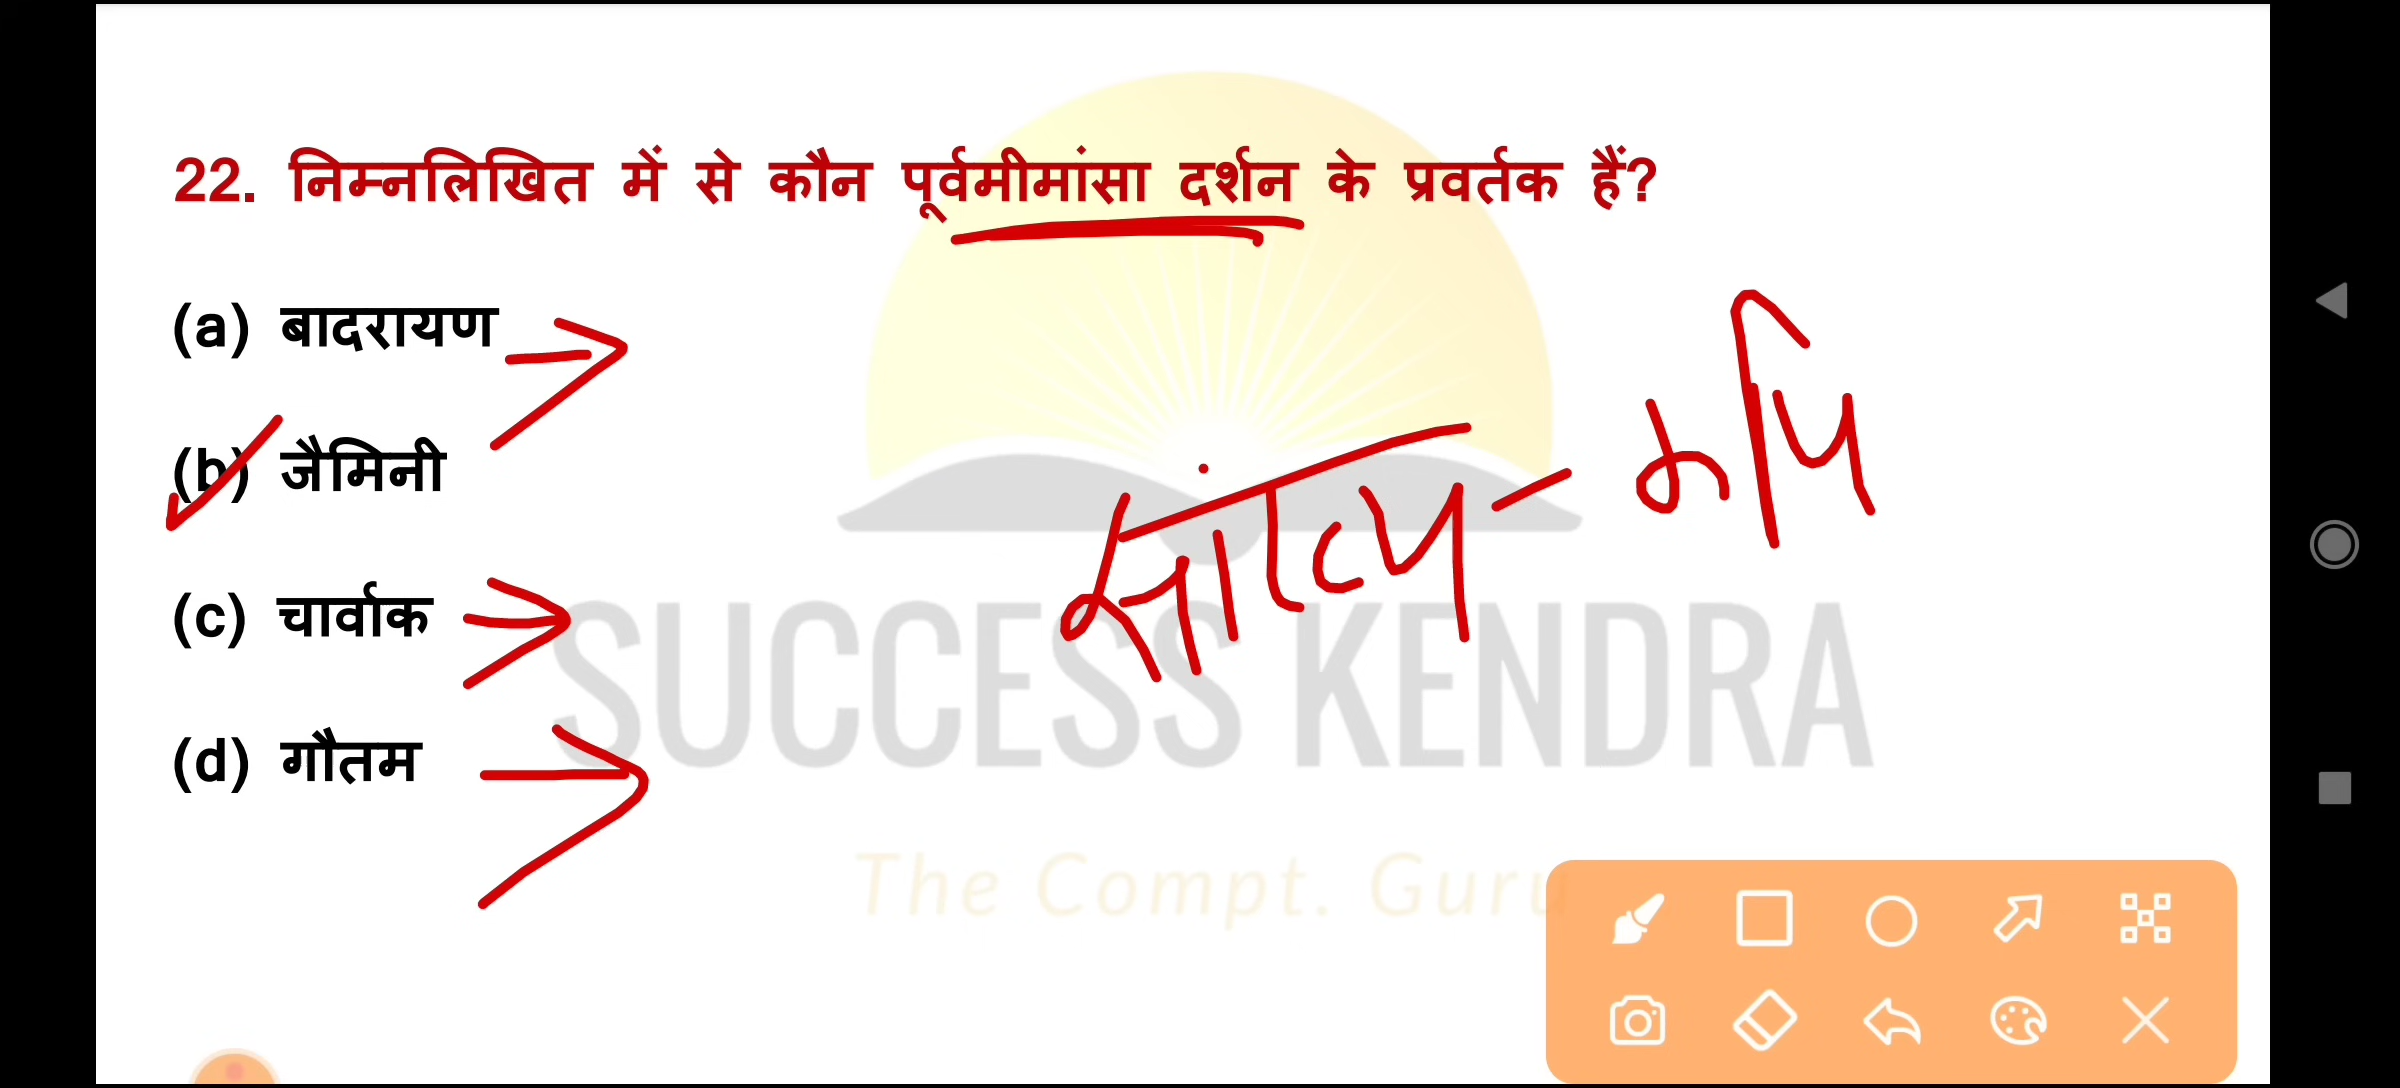 22. निम्नलिखित में से कौन पूर्वमीमांसा दर्शन के प्रवर्तक हैं?
(a) बादरायण
(b) जैमिनी
(c) चार्वाक
(d) गौतम
SUCCESS KENDRA
The Compt. Guru